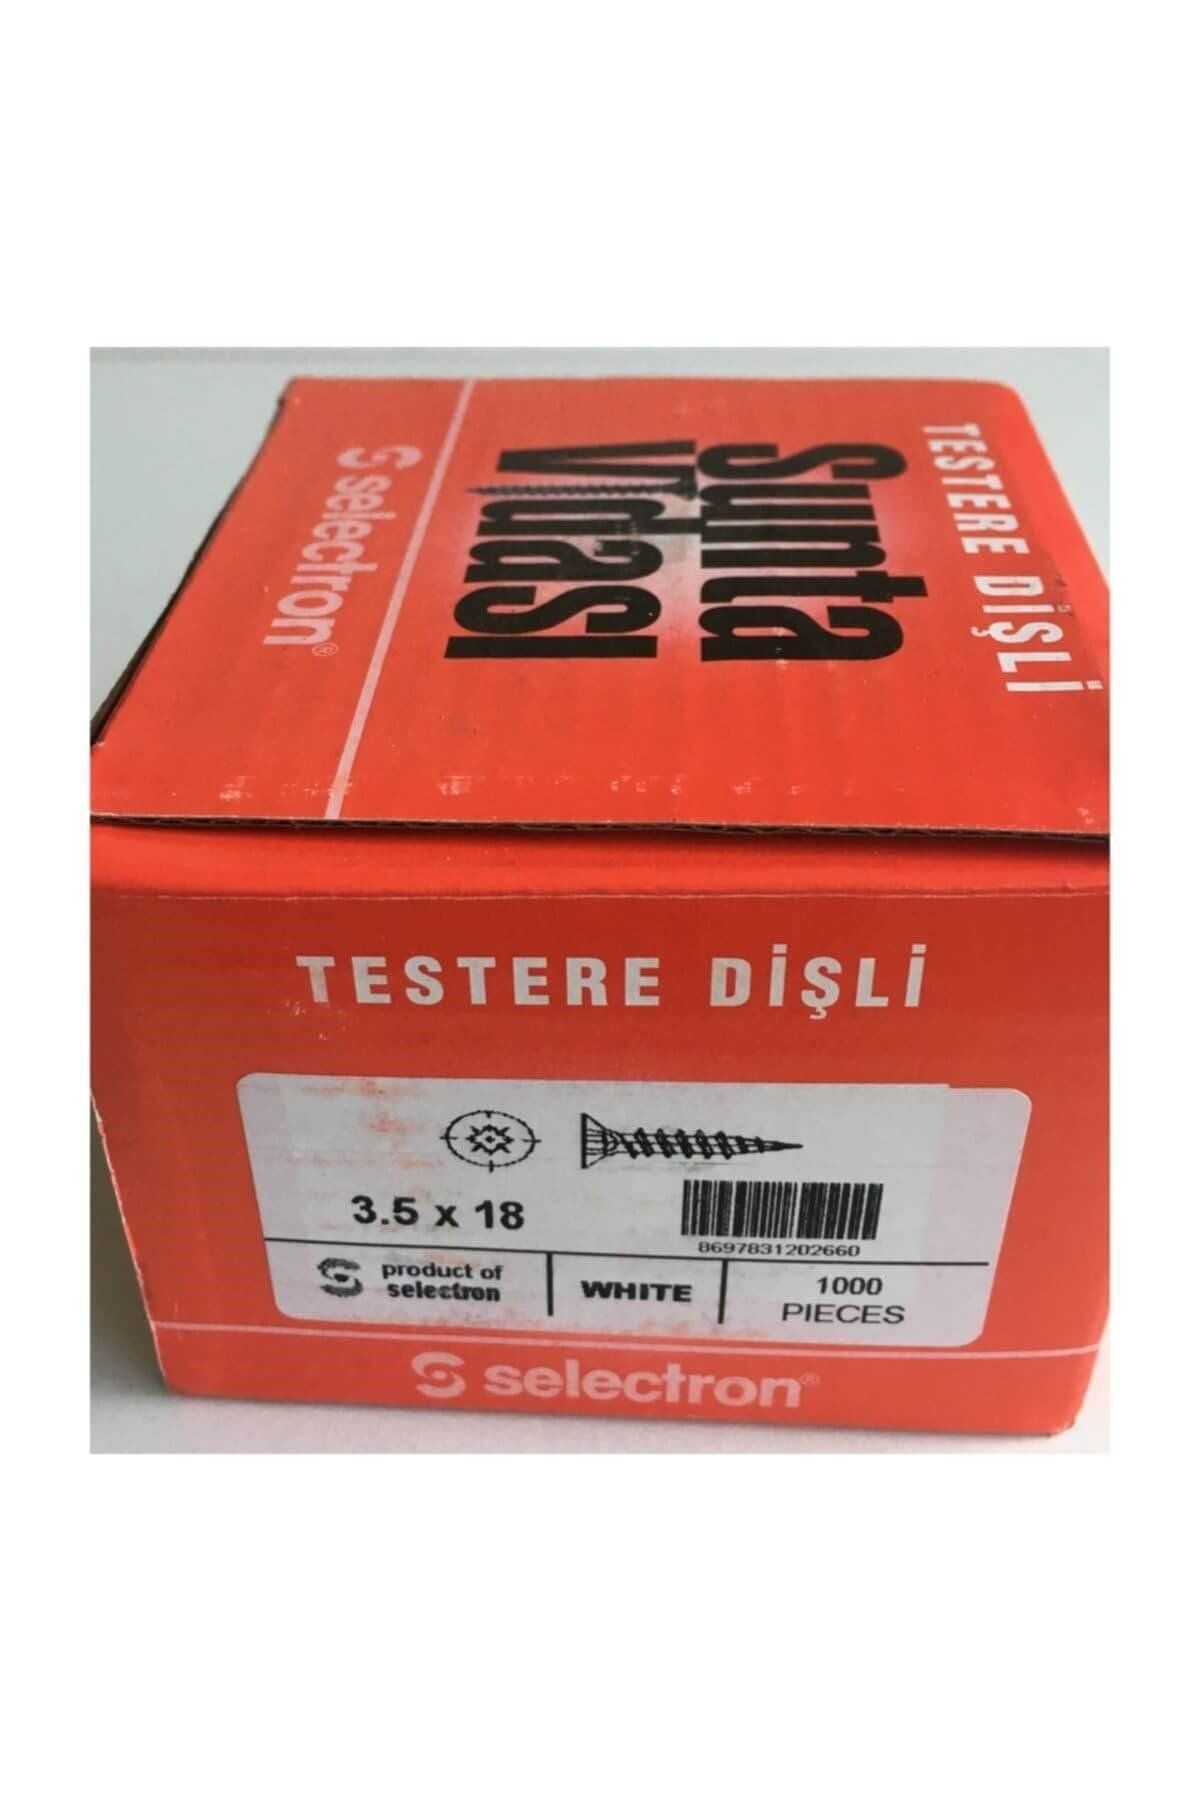 TESTERE DİŞLİ
Sunta
Vidası
selectron®
TESTERE DİŞLİ
3.5 x 18
8697831202660
product of
selectron
WHITE
1000
PIECES
selectron®